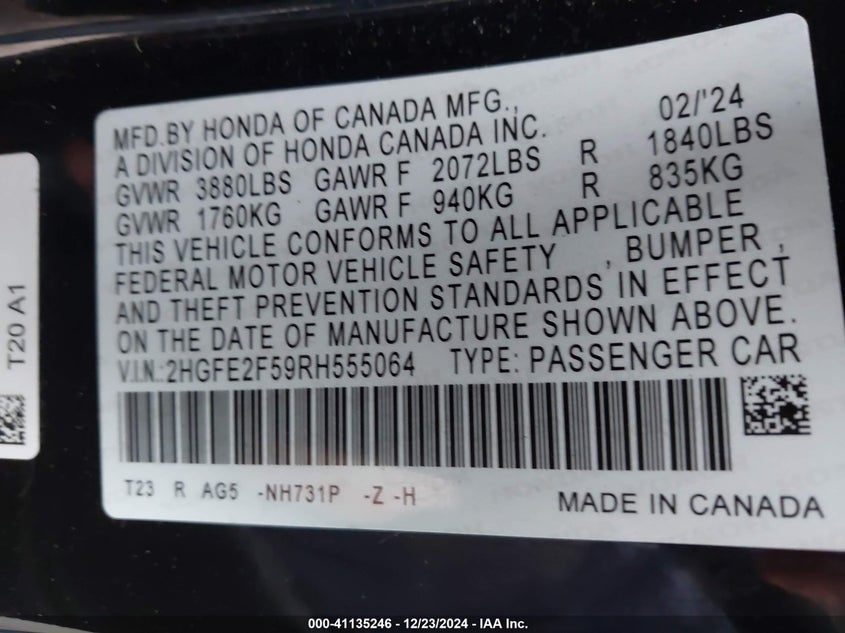 MFD.BY HONDA OF CANADA MFG., 02/'24
A DIVISION OF HONDA CANADA INC.
GVWR 3880LBS GAWR F 2072LBS R 1840LBS
GVWR 1760KG GAWR F 940KG R 835KG
THIS VEHICLE CONFORMS TO ALL APPLICABLE
FEDERAL MOTOR VEHICLE SAFETY , BUMPER ,
AND THEFT PREVENTION STANDARDS IN EFFECT
ON THE DATE OF MANUFACTURE SHOWN ABOVE.
V.I.N.:2HGFE2F59RH555064 TYPE: PASSENGER CAR
T23 R AG5 -NH731P -Z -H
MADE IN CANADA
T20 A1
000-41135246 - 12/23/2024 - IAA Inc.